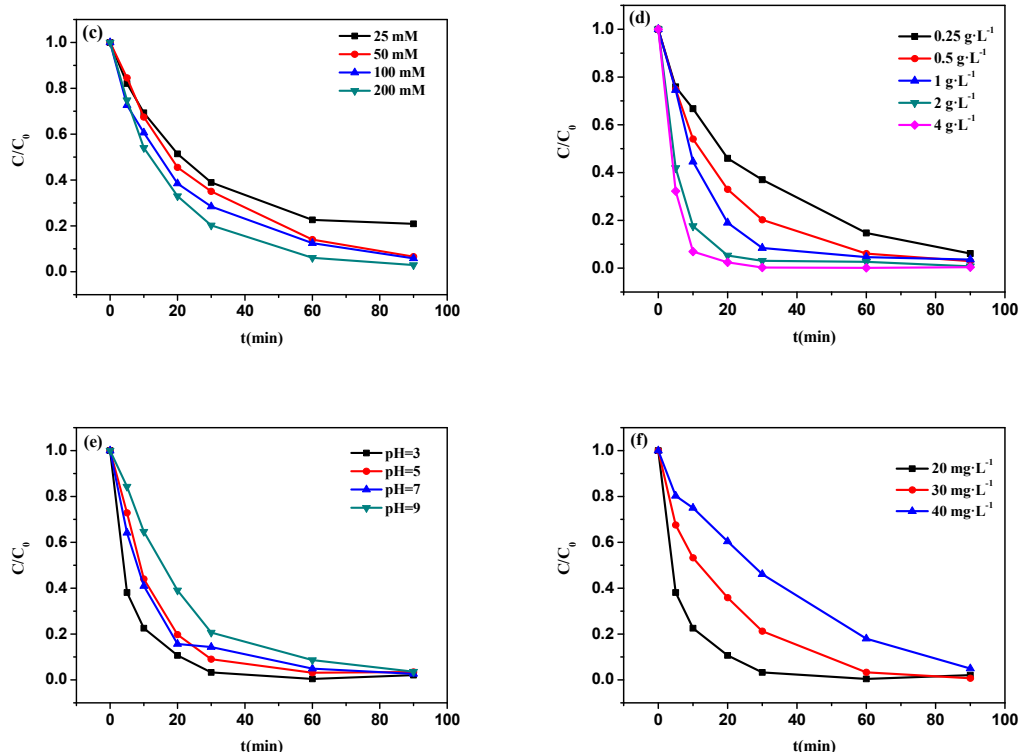 (c)
25 mM
50 mM
100 mM
200 mM
1.0
0.8
0.6
0.4
0.2
0.0
C/C₀
0 20 40 60 80 100
t(min)
(d)
0.25 g·L⁻¹
0.5 g·L⁻¹
1 g·L⁻¹
2 g·L⁻¹
4 g·L⁻¹
1.0
0.8
0.6
0.4
0.2
0.0
C/C₀
0 20 40 60 80 100
t(min)
(e)
pH=3
pH=5
pH=7
pH=9
1.0
0.8
0.6
0.4
0.2
0.0
C/C₀
0 20 40 60 80 100
t(min)
(f)
20 mg·L⁻¹
30 mg·L⁻¹
40 mg·L⁻¹
1.0
0.8
0.6
0.4
0.2
0.0
C/C₀
0 20 40 60 80 100
t(min)